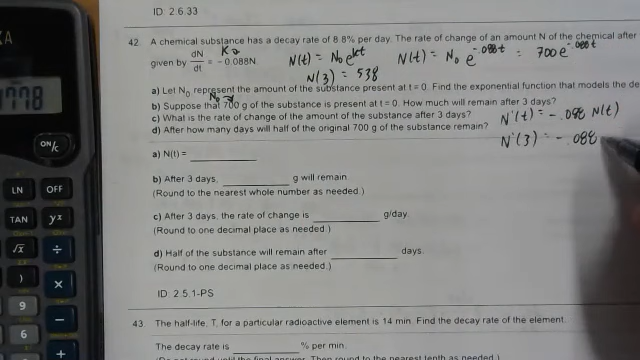 ID: 2.6.33
42. A chemical substance has a decay rate of 8.8% per day. The rate of change of an amount N of the chemical after
given by dN/dt = - 0.088N.
N(t) = N₀e^kt
N(t) = N₀ e^-.088t = 700e^-.088t
N(3) = 538
a) Let N₀ represent the amount of the substance present at t = 0. Find the exponential function that models the de
b) Suppose that 700 g of the substance is present at t = 0. How much will remain after 3 days?
c) What is the rate of change of the amount of the substance after 3 days?
N'(t) = -.088 N(t)
d) After how many days will half of the original 700 g of the substance remain?
N'(3) = -.088
a) N(t) =
b) After 3 days, g will remain.
(Round to the nearest whole number as needed.)
c) After 3 days, the rate of change is g/day.
(Round to one decimal place as needed.)
d) Half of the substance will remain after days.
(Round to one decimal place as needed.)
ID: 2.5.1-PS
43. The half-life, T, for a particular radioactive element is 14 min. Find the decay rate of the element.
The decay rate is % per min.
KA
778
ON/C
LN
OFF
TAN
yˣ
√x
÷
)
×
9
−
6
+